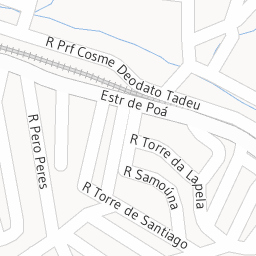 R Prf Cosme Deodato Tadeu
Estr de Poá
R Pero Peres
R Torre da Lapela
R Samoúna
R Torre de Santiago